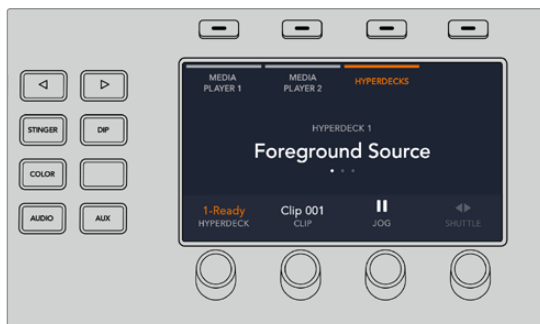 MEDIA
PLAYER 1
MEDIA
PLAYER 2
HYPERDECKS
STINGER
DIP
COLOR
AUDIO
AUX
HYPERDECK 1
Foreground Source
1-Ready
HYPERDECK
Clip 001
CLIP
JOG
SHUTTLE